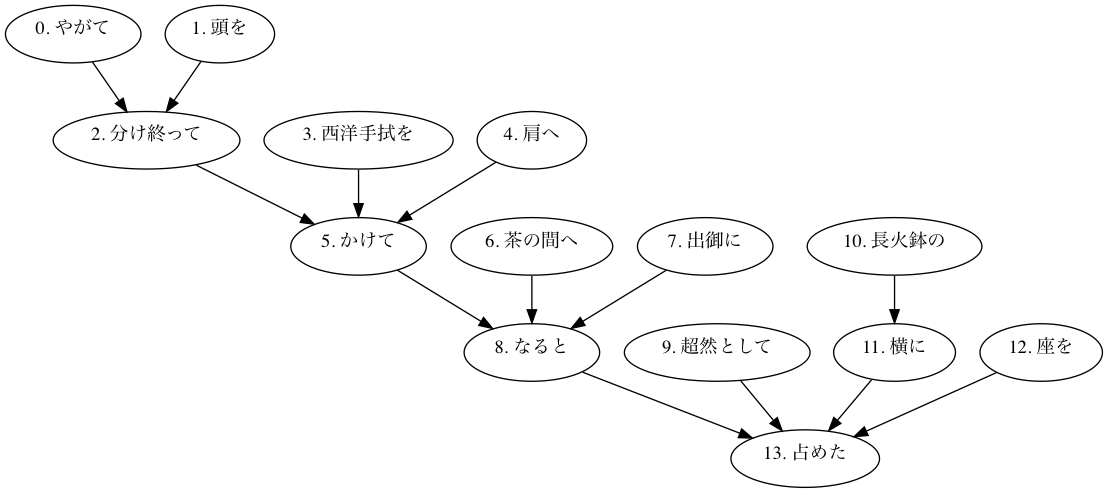 0. やがて
1. 頭を
2. 分け終って
3. 西洋手拭を
4. 肩へ
5. かけて
6. 茶の間へ
7. 出御に
10. 長火鉢の
8. なると
9. 超然として
11. 横に
12. 座を
13. 占めた